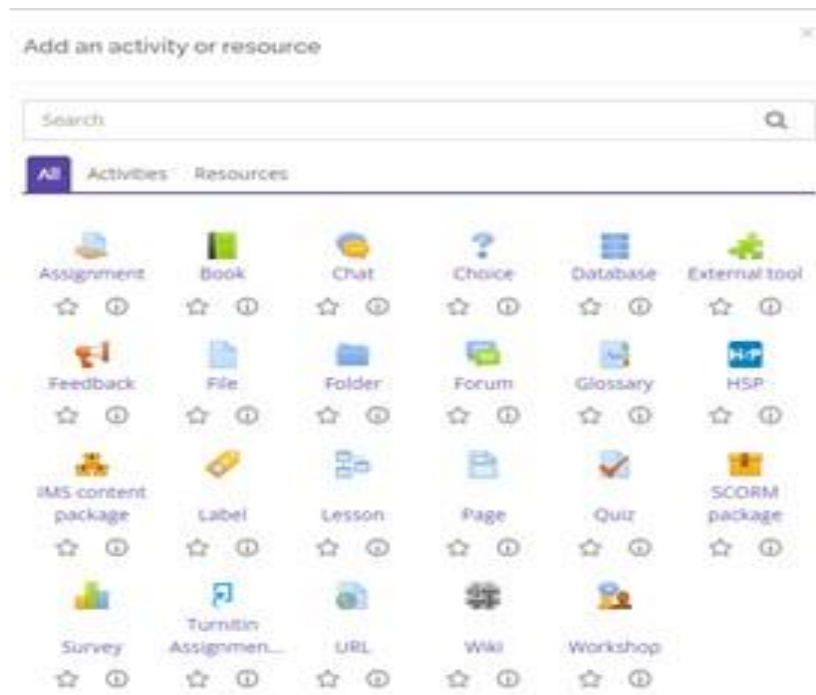 Add an activity or resource
×
Search
All Activities Resources
Assignment Book Chat Choice Database External tool
Feedback File Folder Forum Glossary H5P
IMS content package Label Lesson Page Quiz SCORM package
Survey Turnitin Assignmen... URL Wiki Workshop